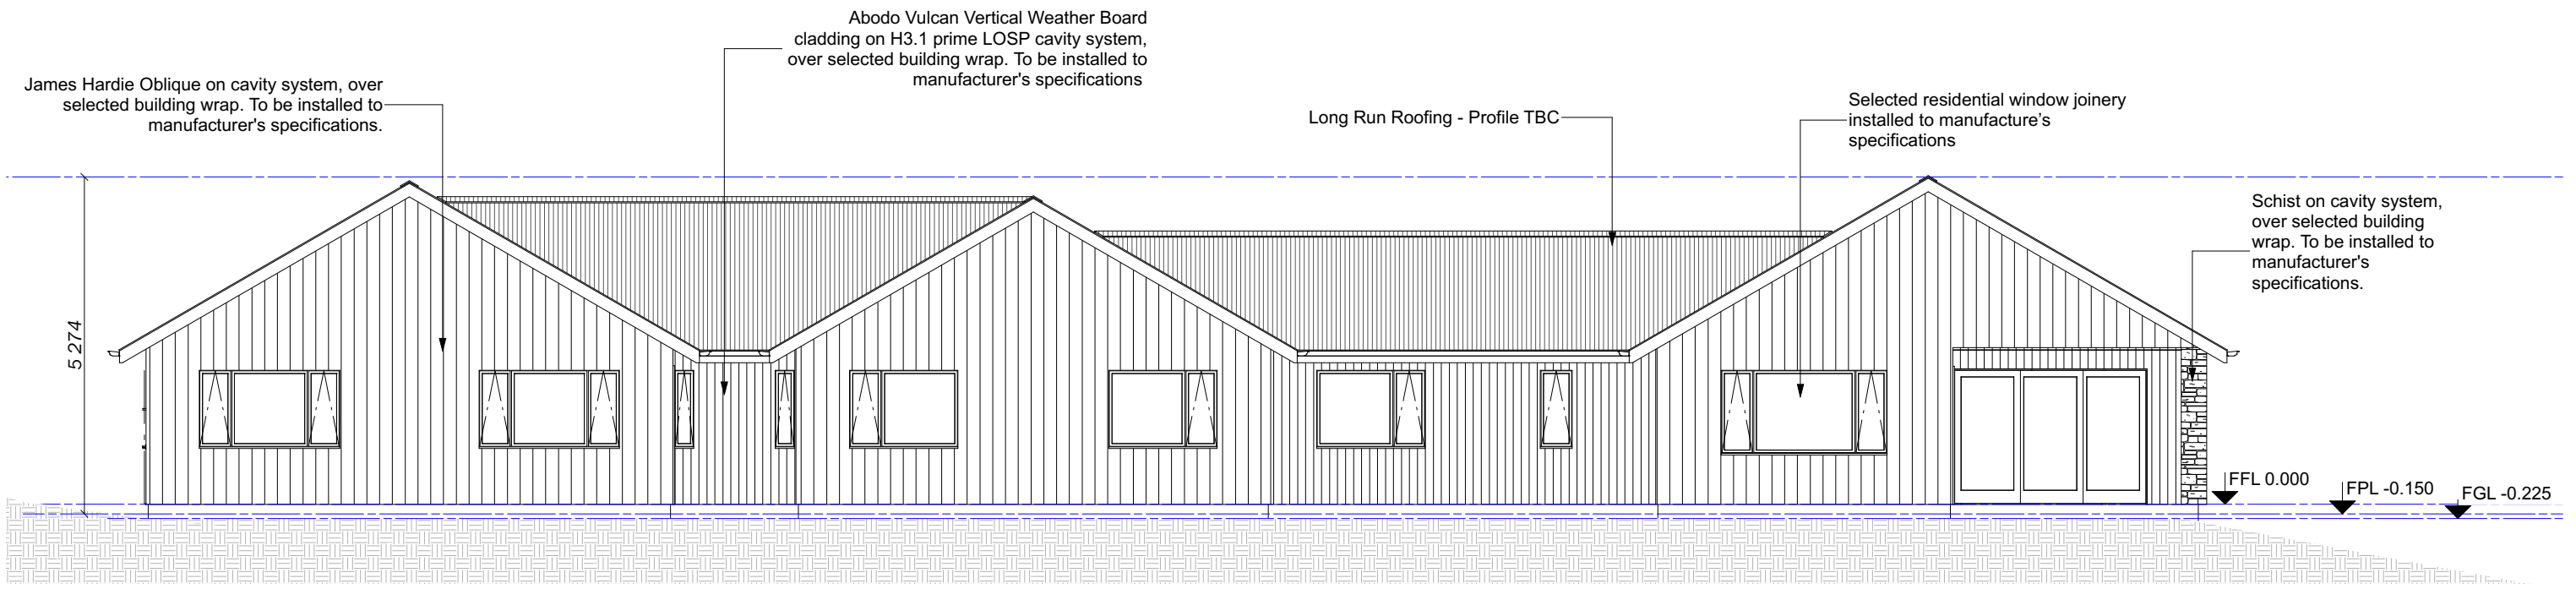 Abodo Vulcan Vertical Weather Board
cladding on H3.1 prime LOSP cavity system,
over selected building wrap. To be installed to
manufacturer's specifications
James Hardie Oblique on cavity system, over
selected building wrap. To be installed to
manufacturer's specifications.
Long Run Roofing - Profile TBC
Selected residential window joinery
installed to manufacture’s
specifications
Schist on cavity system,
over selected building
wrap. To be installed to
manufacturer's
specifications.
5 274
FFL 0.000
FPL -0.150
FGL -0.225